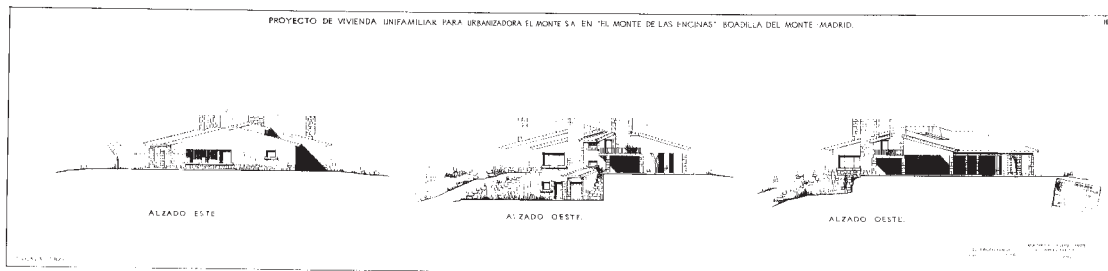 PROYECTO DE VIVIENDA UNIFAMILIAR PARA URBANIZADORA EL MONTE S.A. EN "EL MONTE DE LAS ENCINAS" BOADILLA DEL MONTE - MADRID.
ALZADO ESTE
ALZADO OESTE.
ALZADO OESTE.